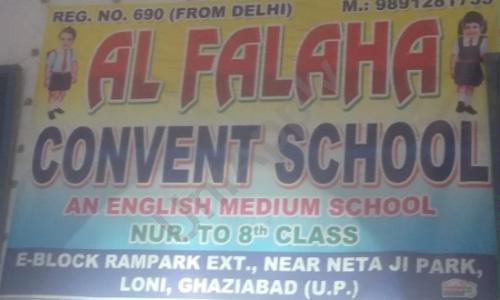 REG. NO. 690 (FROM DELHI) M.: 9891281735
AL FALAHA
CONVENT SCHOOL
AN ENGLISH MEDIUM SCHOOL
NUR. TO 8th CLASS
E-BLOCK RAMPARK EXT., NEAR NETA JI PARK,
LONI, GHAZIABAD (U.P.)